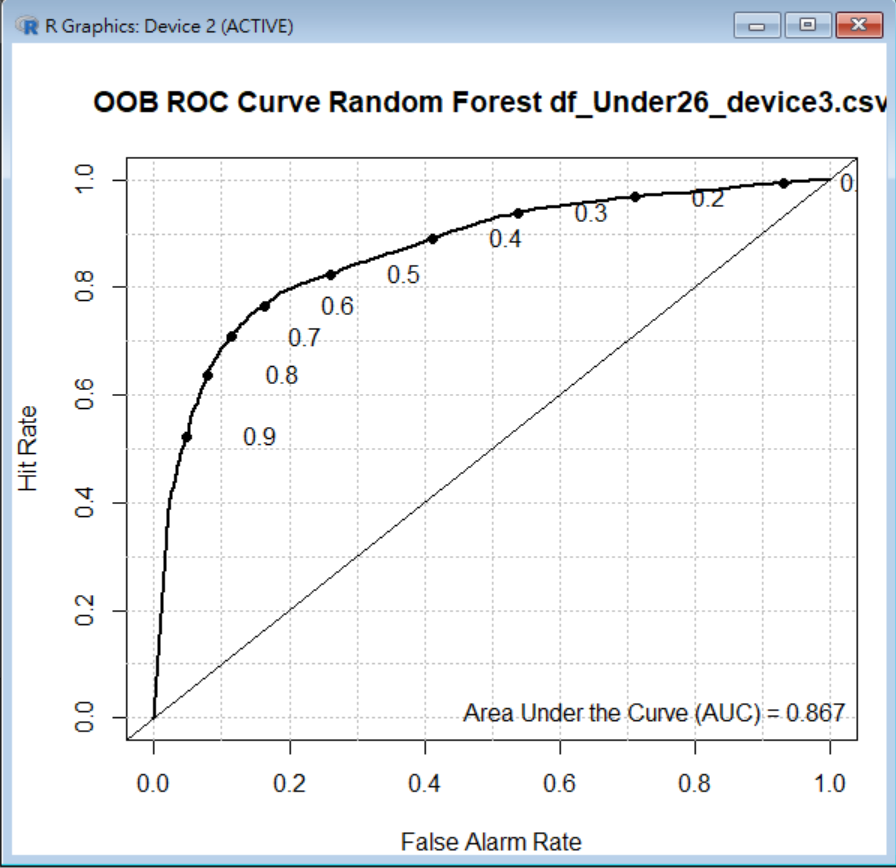 R Graphics: Device 2 (ACTIVE)
OOB ROC Curve Random Forest df_Under26_device3.csv
1.0
0.8
0.6
0.4
0.2
0.0
Hit Rate
0.
0.2
0.3
0.4
0.5
0.6
0.7
0.8
0.9
Area Under the Curve (AUC) = 0.867
0.0 0.2 0.4 0.6 0.8 1.0
False Alarm Rate